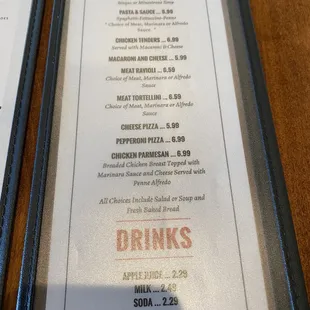 PASTA & SAUCE ... 6.99
Spaghetti Fettuccine Penne
" Choice of Meat, Marinara or Alfredo
Sauce. "
CHICKEN TENDERS ... 6.99
Served with Macaroni & Cheese
MACARONI AND CHEESE ... 5.99
MEAT RAVIOLI ... 6.59
Choice of Meat, Marinara or Alfredo
Sauce
MEAT TORTELLINI ... 6.59
Choice of Meat, Marinara or Alfredo
Sauce
CHEESE PIZZA ... 5.99
PEPPERONI PIZZA ... 6.99
CHICKEN PARMESAN ... 6.99
Breaded Chicken Breast Topped with
Marinara Sauce and Cheese Served with
Penne Alfredo
All Choices Include Salad or Soup and
Fresh Baked Bread
DRINKS
APPLE JUICE ... 2.29
MILK ... 2.49
SODA ... 2.29